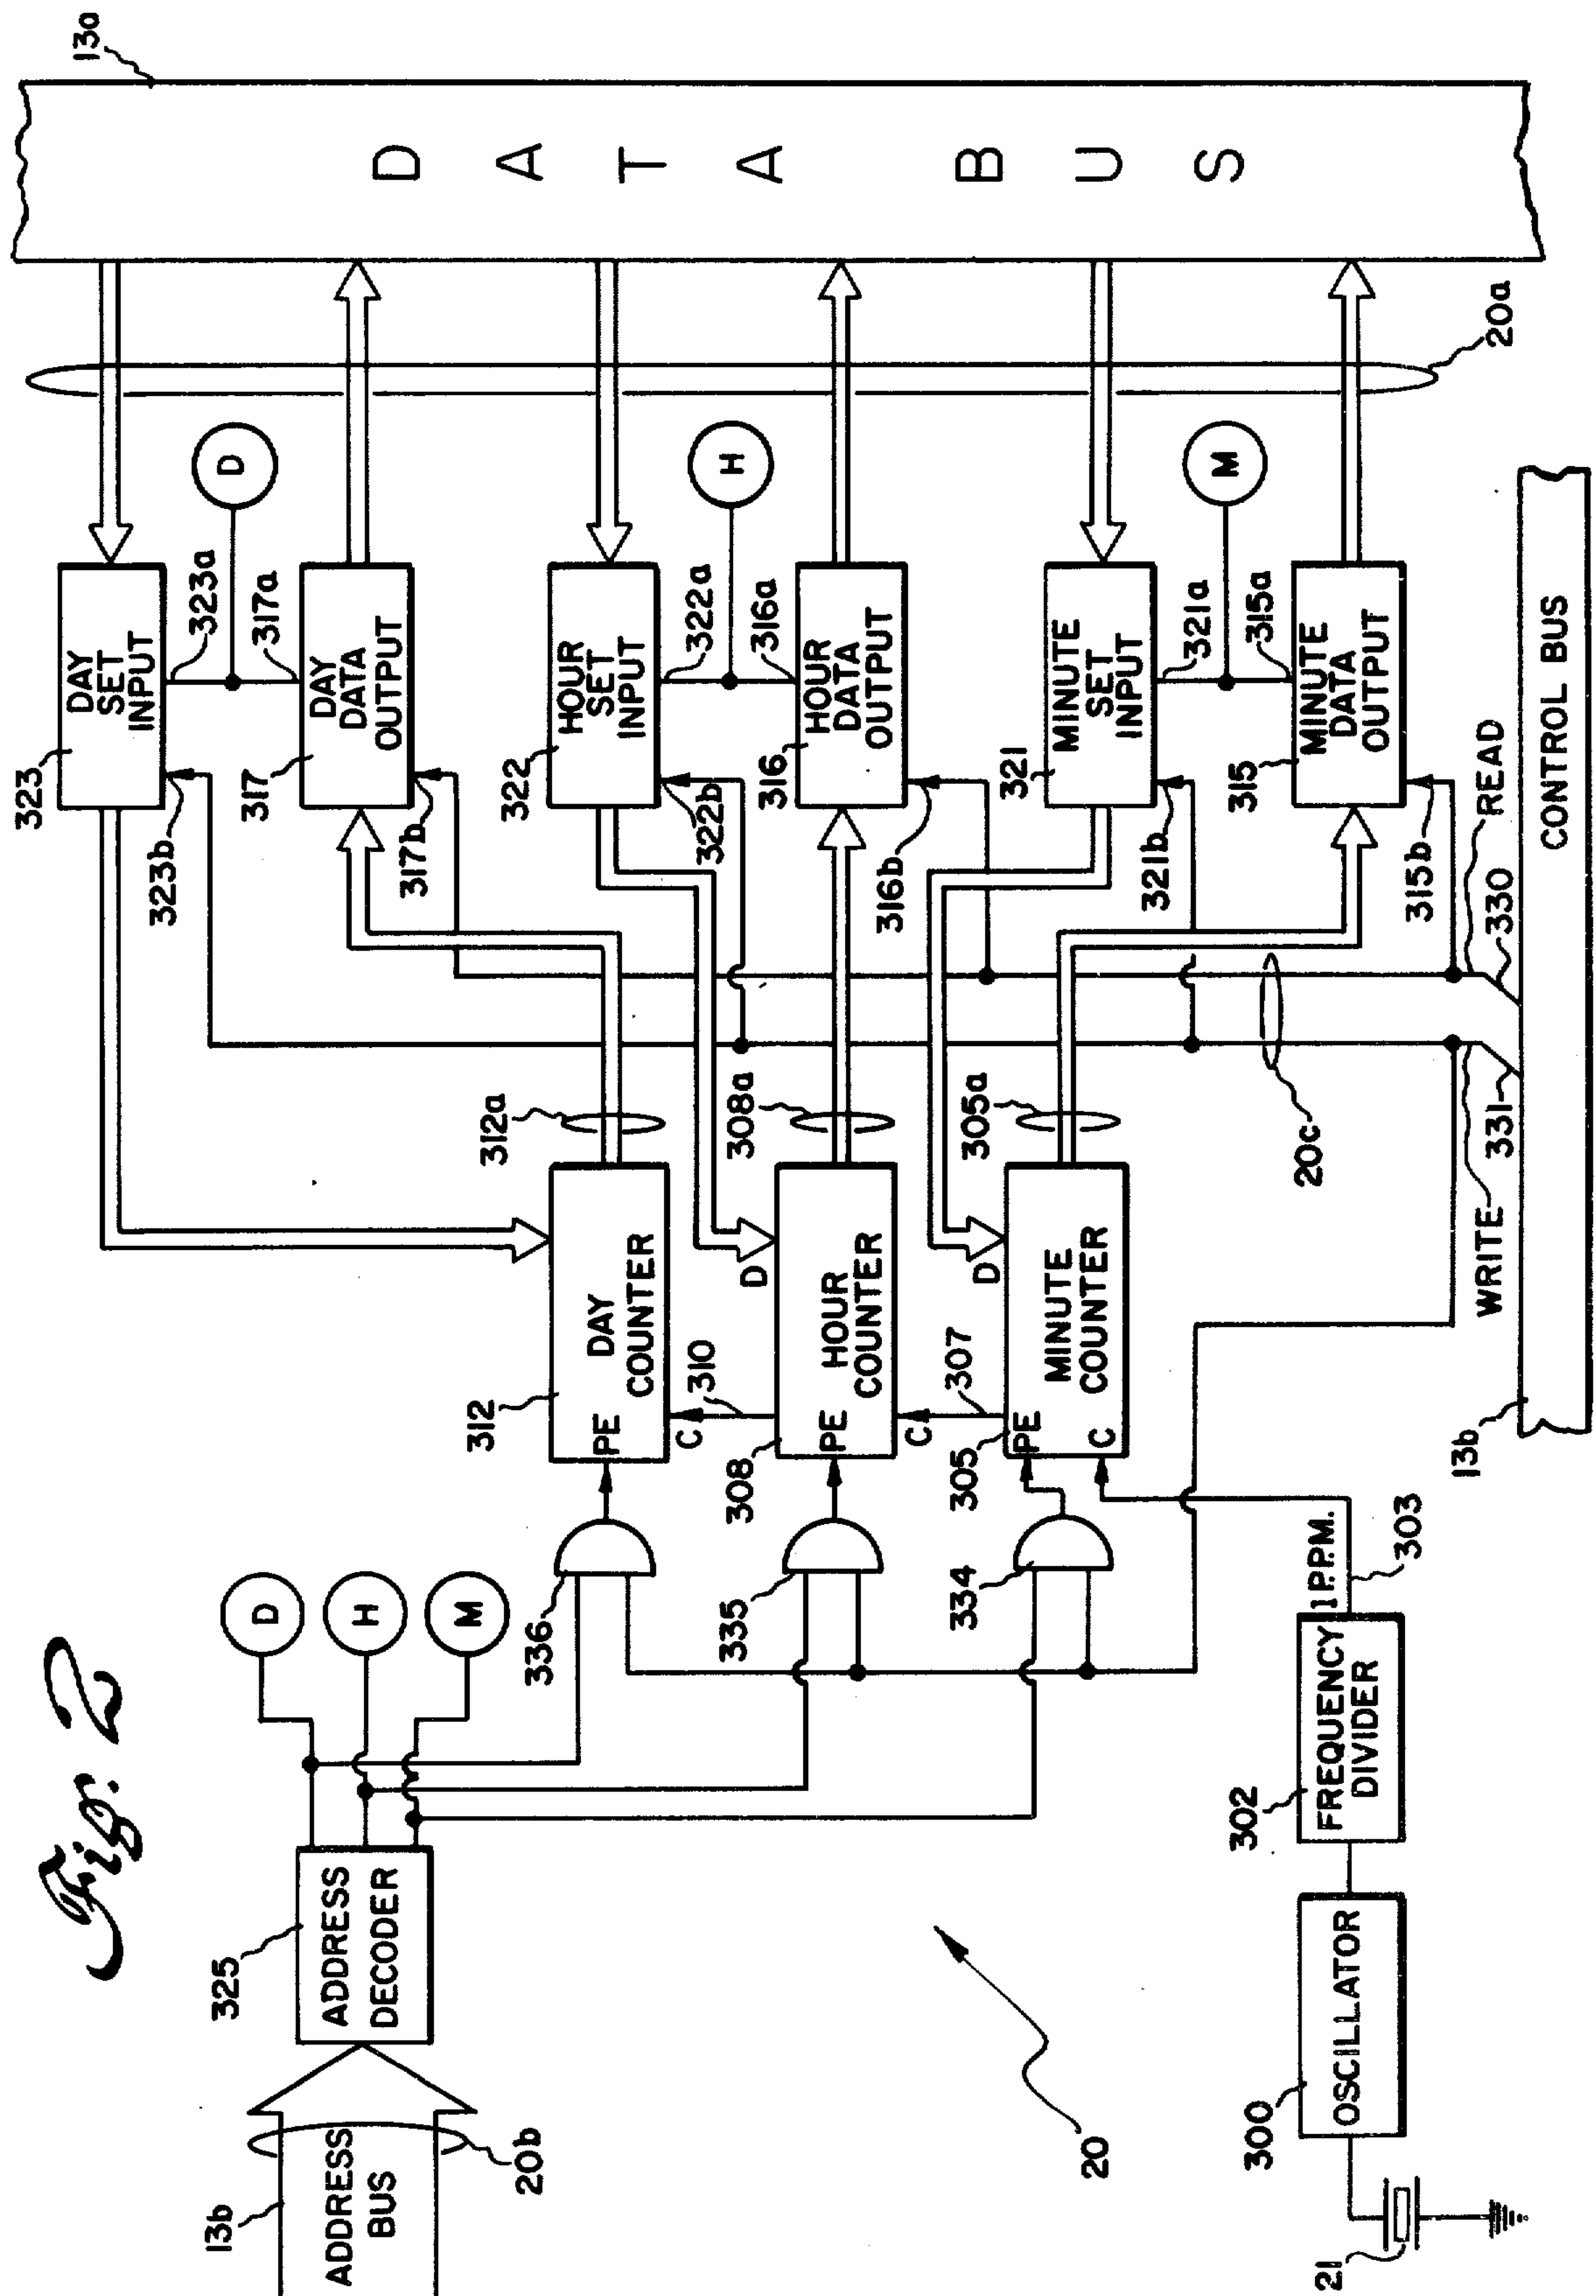 Fig. 2
13b
ADDRESS
BUS
20b
325
ADDRESS
DECODER
D
H
M
336
335
334
312
PE
DAY
COUNTER
312a
C
310
308
PE
HOUR
COUNTER
D
308a
C
307
305
PE
C
MINUTE
COUNTER
D
305a
323
DAY
SET
INPUT
323a
323b
D
317
317a
DAY
DATA
OUTPUT
317b
322
HOUR
SET
INPUT
322a
322b
H
316
316a
HOUR
DATA
OUTPUT
316b
321
MINUTE
SET
INPUT
321a
321b
M
315
315a
MINUTE
DATA
OUTPUT
315b
13a
DATA BUS
20a
20c
READ
330
WRITE
331
CONTROL BUS
13b
20
21
300
OSCILLATOR
302
FREQUENCY
DIVIDER
1 P.P.M.
303